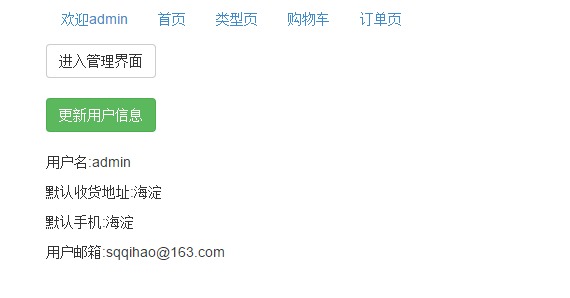 欢迎admin 首页 类型页 购物车 订单页
进入管理界面
更新用户信息
用户名:admin
默认收货地址:海淀
默认手机:海淀
用户邮箱:sqqihao@163.com